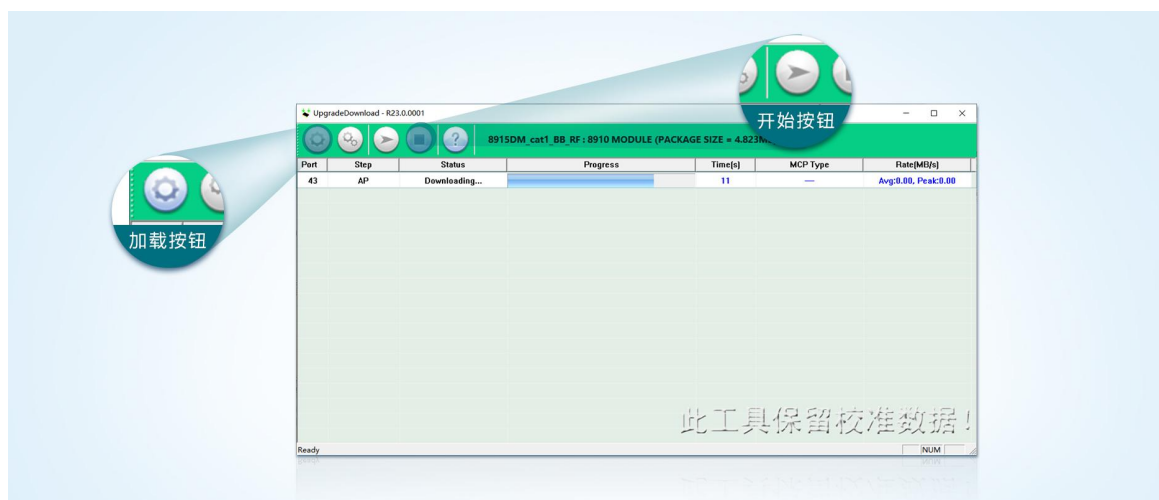 UpgradeDownload - R23.0.0001
开始按钮
8915DM_cat1_BB_RF : 8910 MODULE (PACKAGE SIZE = 4.823M
Port Step Status Progress Time(s) MCP Type Rate(MB/s)
43 AP Downloading... 11 — Avg:0.00, Peak:0.00
加载按钮
此工具保留校准数据!
Ready NUM